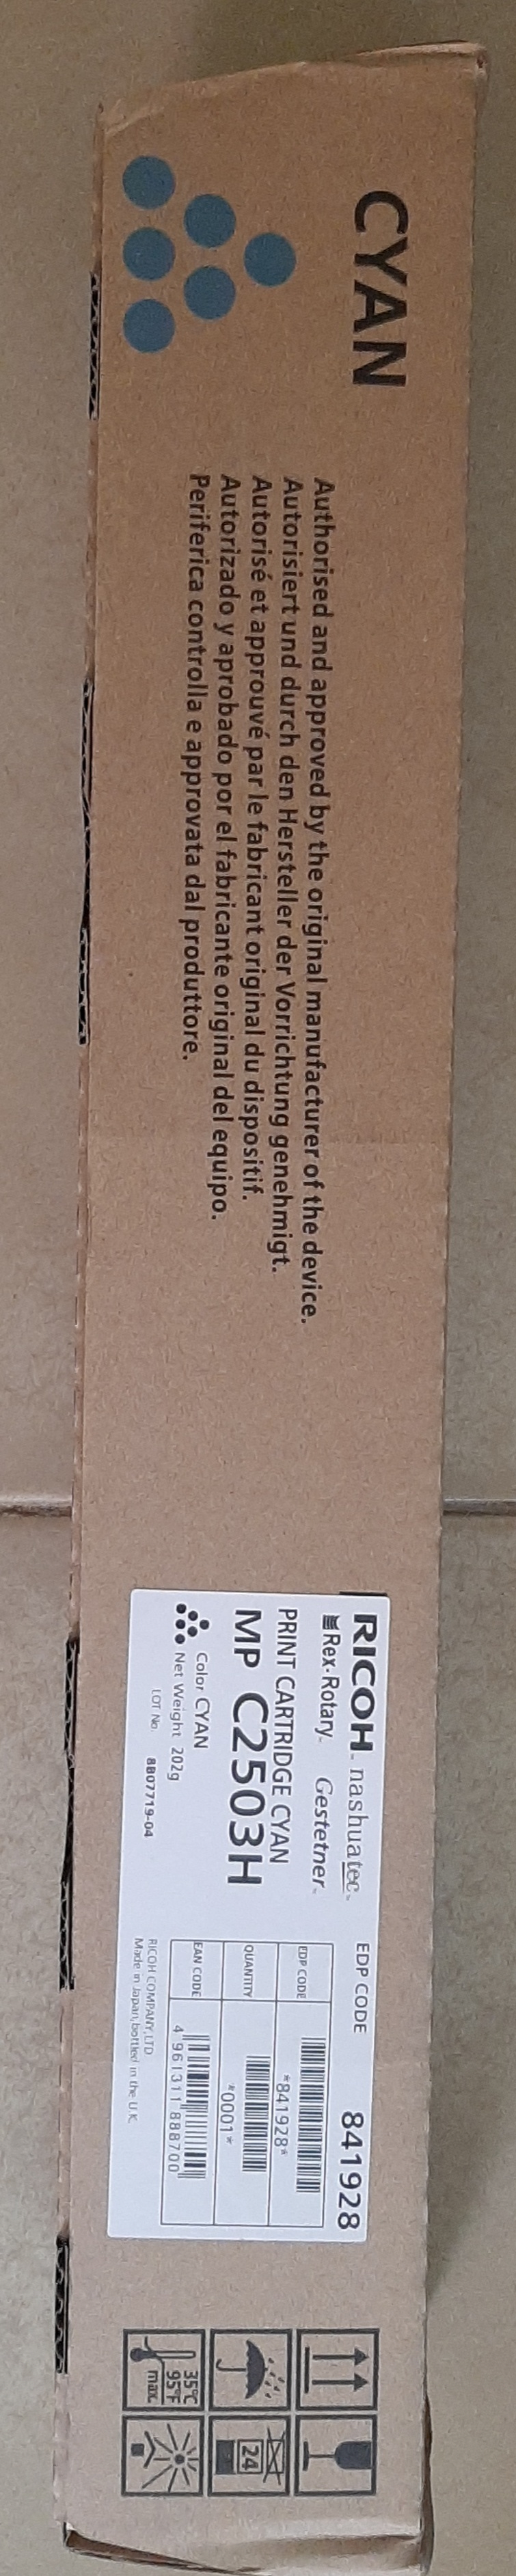 CYAN
Authorised and approved by the original manufacturer of the device.
Autorisiert und durch den Hersteller der Vorrichtung genehmigt.
Autorisé et approuvé par le fabricant original du dispositif.
Autorizado y aprobado por el fabricante original del equipo.
Periferica controlla e approvata dal produttore.
RICOH nashuatec
Rex-Rotary Gestetner
PRINT CARTRIDGE CYAN
MP C2503H
Color CYAN
Net Weight 202g
LOT No. 8B07719-04
EDP CODE 841928
EDP CODE *841928*
QUANTITY *0001*
EAN CODE 4 961311 888700
RICOH COMPANY,LTD
Made in Japan, bottled in the U.K.
35°C
95°F
max.
24